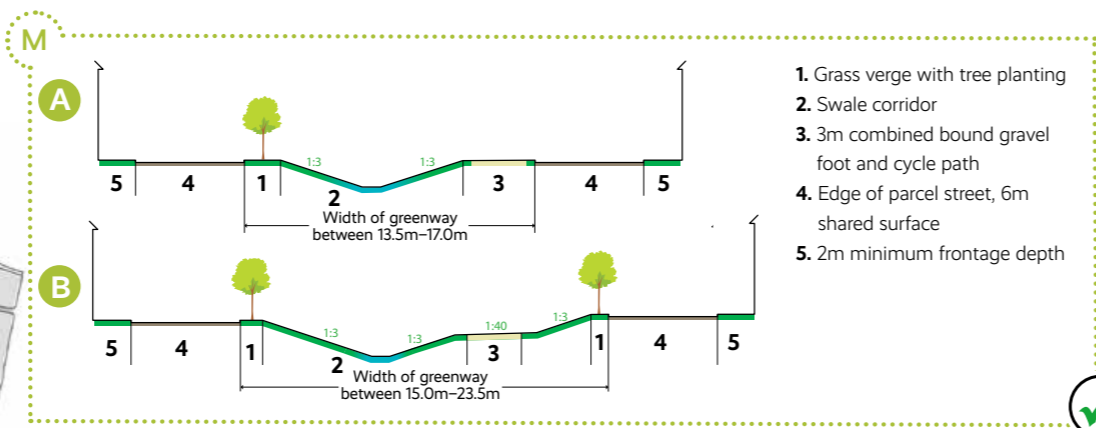 M
A
1:3
1:3
5 4 1 2 3 4 5
Width of greenway
between 13.5m–17.0m
B
1:3
1:3
1:40
1:3
5 4 1 2 3 1 4 5
Width of greenway
between 15.0m–23.5m
1. Grass verge with tree planting
2. Swale corridor
3. 3m combined bound gravel
foot and cycle path
4. Edge of parcel street, 6m
shared surface
5. 2m minimum frontage depth